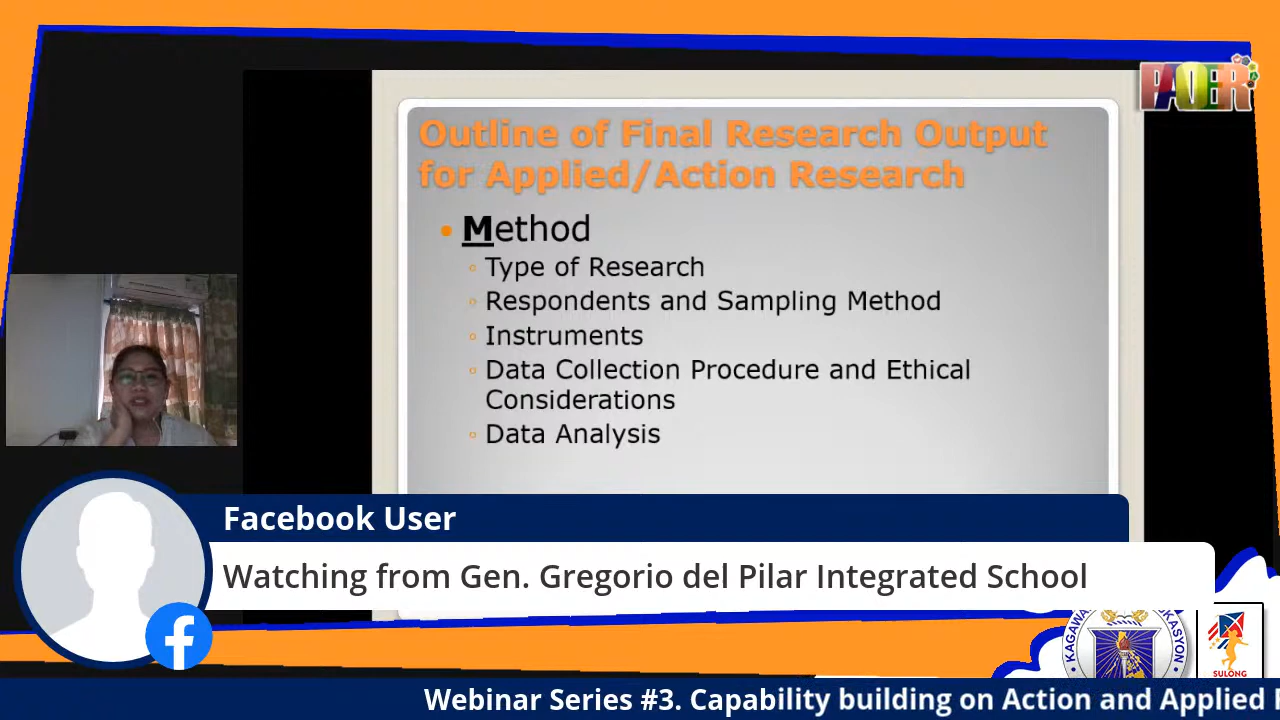 PAOER
Outline of Final Research Output
for Applied/Action Research
Method
Type of Research
Respondents and Sampling Method
Instruments
Data Collection Procedure and Ethical
Considerations
Data Analysis
Facebook User
Watching from Gen. Gregorio del Pilar Integrated School
SULONG
Webinar Series #3. Capability building on Action and Applied